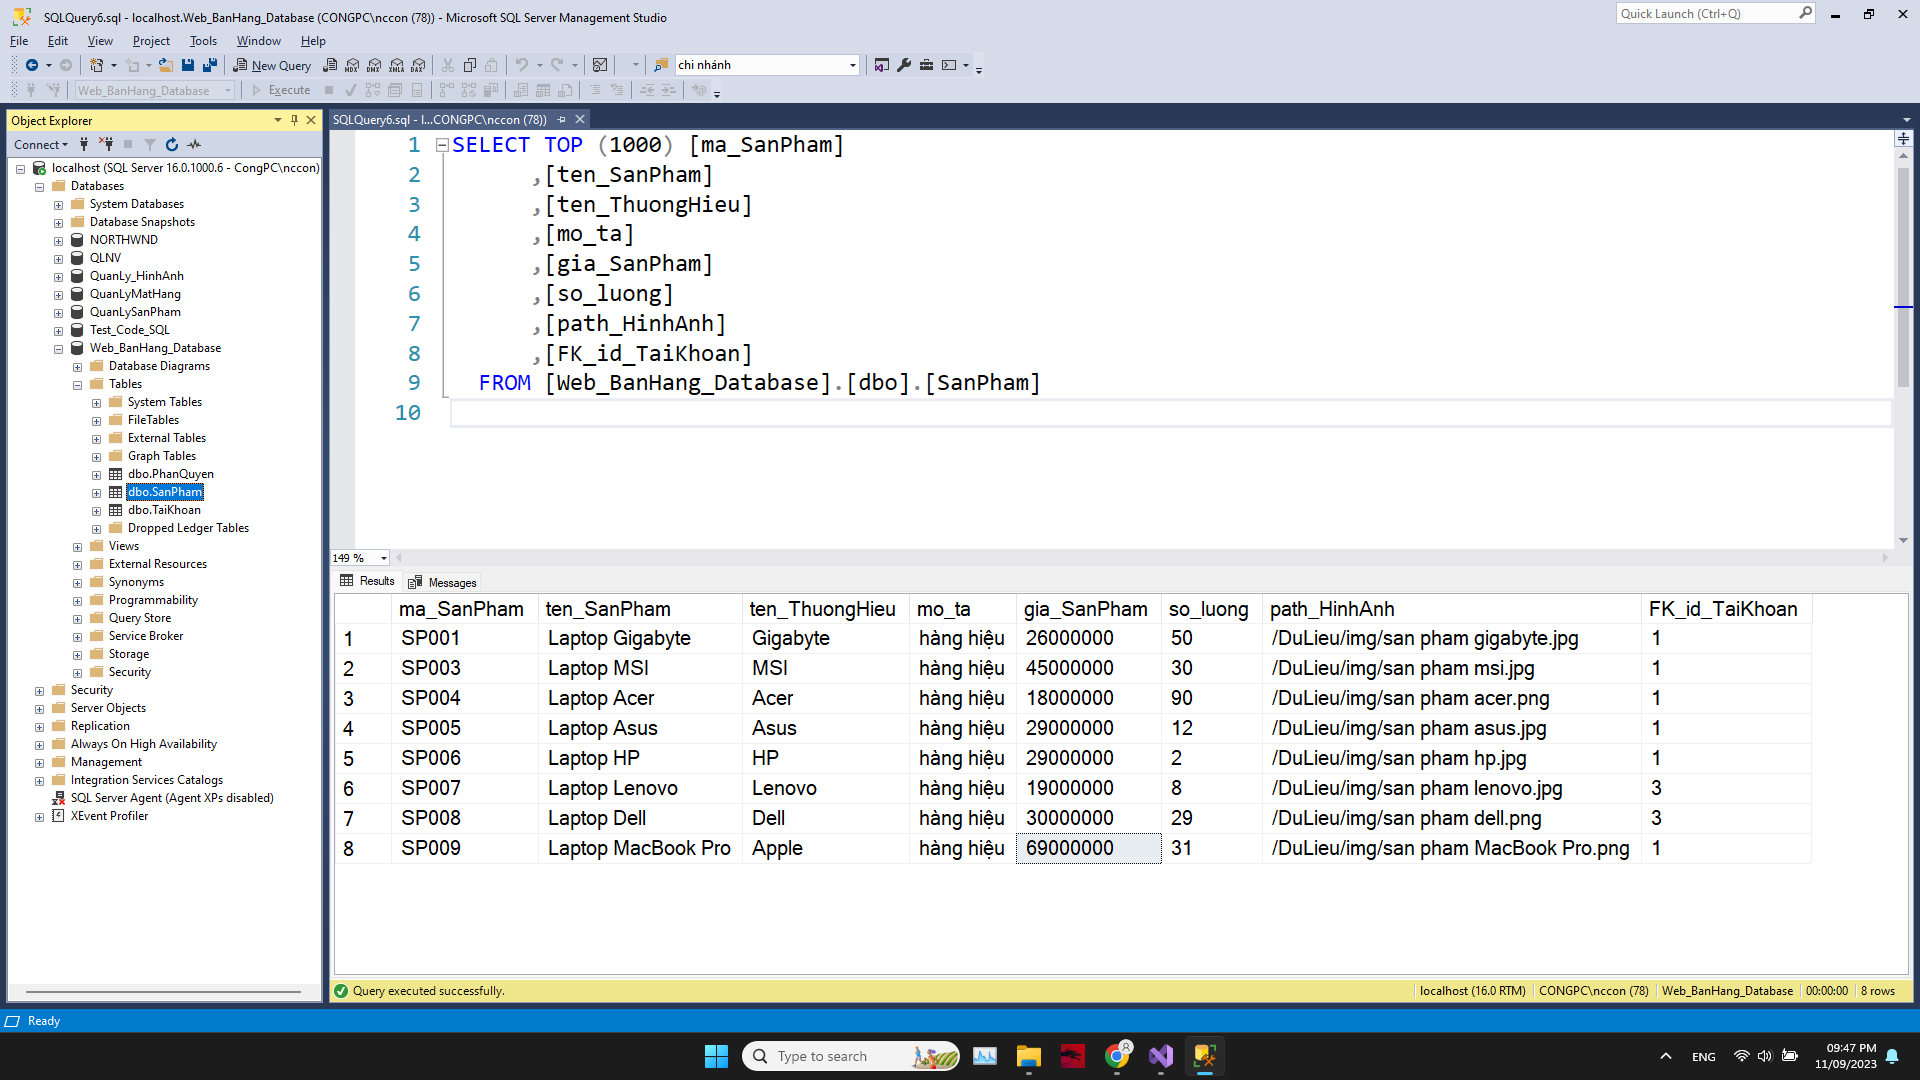 SQLQuery6.sql - localhost.Web_BanHang_Database (CONGPC\nccon (78)) - Microsoft SQL Server Management Studio
Quick Launch (Ctrl+Q)
File Edit View Project Tools Window Help
New Query MDX DMX XMLA DAX chi nhánh
Web_BanHang_Database Execute
Object Explorer
Connect
localhost (SQL Server 16.0.1000.6 - CongPC\nccon)
Databases
System Databases
Database Snapshots
NORTHWND
QLNV
QuanLy_HinhAnh
QuanLyMatHang
QuanLySanPham
Test_Code_SQL
Web_BanHang_Database
Database Diagrams
Tables
System Tables
FileTables
External Tables
Graph Tables
dbo.PhanQuyen
dbo.SanPham
dbo.TaiKhoan
Dropped Ledger Tables
Views
External Resources
Synonyms
Programmability
Query Store
Service Broker
Storage
Security
Security
Server Objects
Replication
Always On High Availability
Management
Integration Services Catalogs
SQL Server Agent (Agent XPs disabled)
XEvent Profiler
SQLQuery6.sql - l...CONGPC\nccon (78))
1 SELECT TOP (1000) [ma_SanPham]
2 ,[ten_SanPham]
3 ,[ten_ThuongHieu]
4 ,[mo_ta]
5 ,[gia_SanPham]
6 ,[so_luong]
7 ,[path_HinhAnh]
8 ,[FK_id_TaiKhoan]
9 FROM [Web_BanHang_Database].[dbo].[SanPham]
10
149 %
Results Messages
ma_SanPham ten_SanPham ten_ThuongHieu mo_ta gia_SanPham so_luong path_HinhAnh FK_id_TaiKhoan
1 SP001 Laptop Gigabyte Gigabyte hàng hiệu 26000000 50 /DuLieu/img/san pham gigabyte.jpg 1
2 SP003 Laptop MSI MSI hàng hiệu 45000000 30 /DuLieu/img/san pham msi.jpg 1
3 SP004 Laptop Acer Acer hàng hiệu 18000000 90 /DuLieu/img/san pham acer.png 1
4 SP005 Laptop Asus Asus hàng hiệu 29000000 12 /DuLieu/img/san pham asus.jpg 1
5 SP006 Laptop HP HP hàng hiệu 29000000 2 /DuLieu/img/san pham hp.jpg 1
6 SP007 Laptop Lenovo Lenovo hàng hiệu 19000000 8 /DuLieu/img/san pham lenovo.jpg 3
7 SP008 Laptop Dell Dell hàng hiệu 30000000 29 /DuLieu/img/san pham dell.png 3
8 SP009 Laptop MacBook Pro Apple hàng hiệu 69000000 31 /DuLieu/img/san pham MacBook Pro.png 1
Query executed successfully. localhost (16.0 RTM) CONGPC\nccon (78) Web_BanHang_Database 00:00:00 8 rows
Ready
Type to search
ENG
09:47 PM
11/09/2023